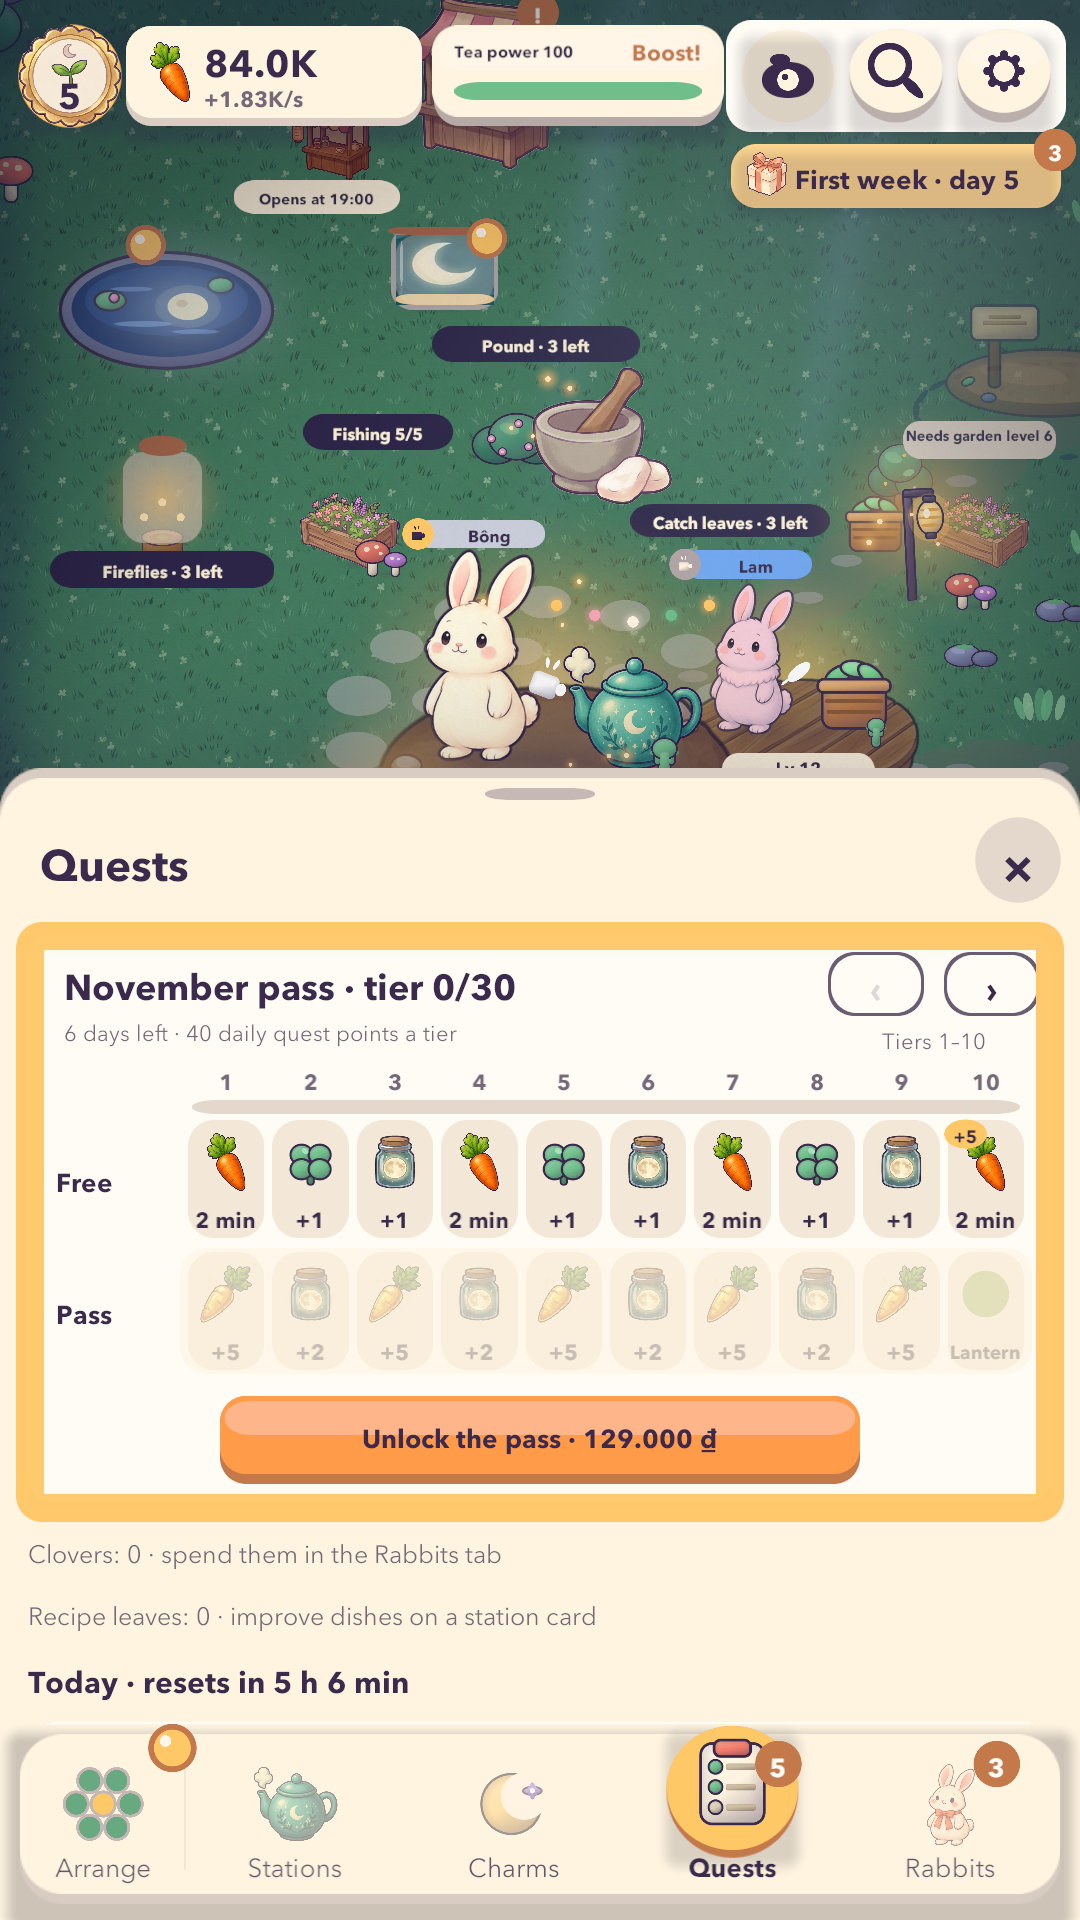 !
5
84.0K
+1.83K/s
Tea power 100
Boost!
3
First week · day 5
Opens at 19:00
Pound · 3 left
Fishing 5/5
Needs garden level 6
Catch leaves · 3 left
Bông
Lam
Fireflies · 3 left
Lv 12
Quests
×
November pass · tier 0/30
‹ ›
6 days left · 40 daily quest points a tier
Tiers 1–10
1 2 3 4 5 6 7 8 9 10
+5
Free
2 min +1 +1 2 min +1 +1 2 min +1 +1 2 min
Pass
+5 +2 +5 +2 +5 +2 +5 +2 +5 Lantern
Unlock the pass · 129.000 ₫
Clovers: 0 · spend them in the Rabbits tab
Recipe leaves: 0 · improve dishes on a station card
Today · resets in 5 h 6 min
5
3
Arrange
Stations
Charms
Quests
Rabbits